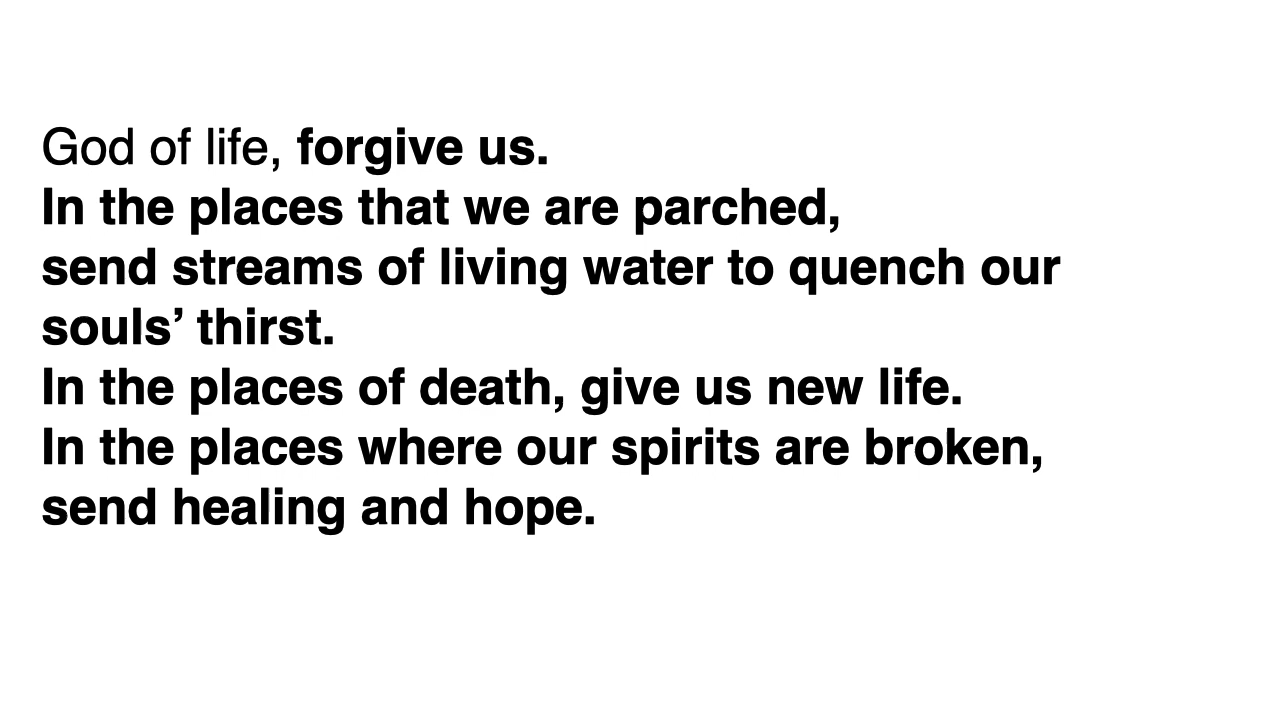 God of life, forgive us.
In the places that we are parched,
send streams of living water to quench our
souls’ thirst.
In the places of death, give us new life.
In the places where our spirits are broken,
send healing and hope.